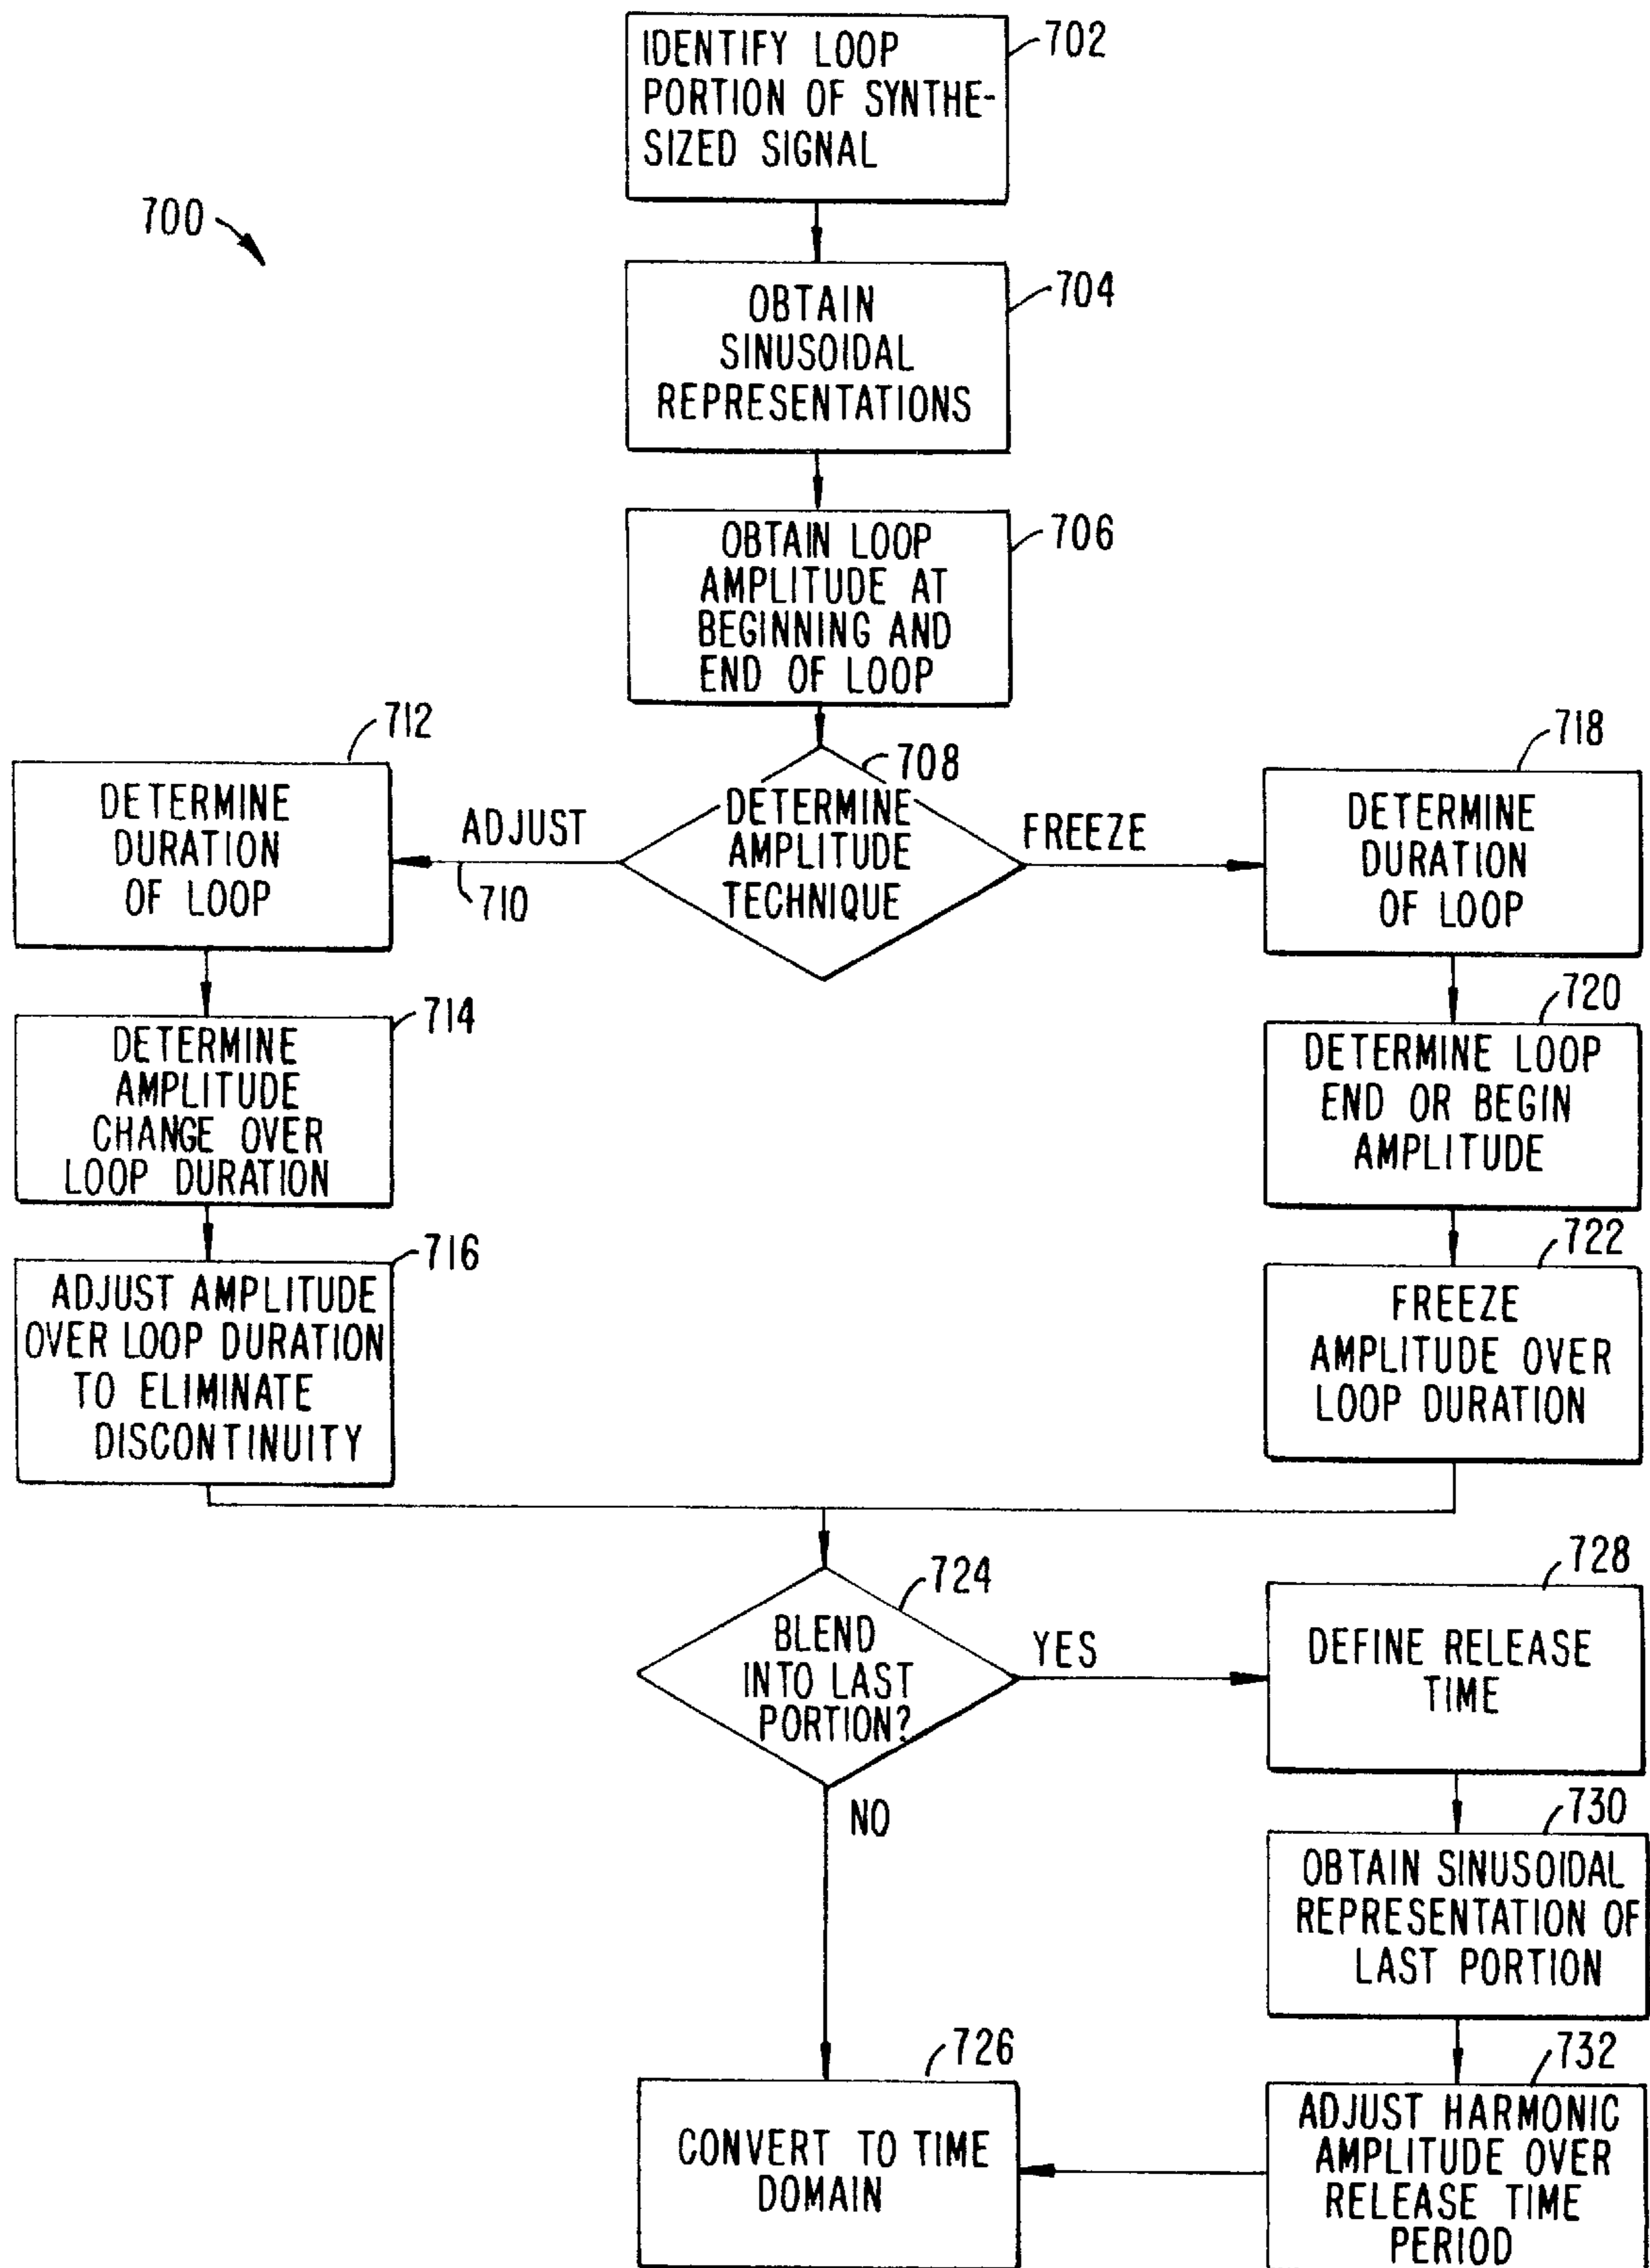 702
IDENTIFY LOOP
PORTION OF SYNTHE-
SIZED SIGNAL
700
704
OBTAIN
SINUSOIDAL
REPRESENTATIONS
706
OBTAIN LOOP
AMPLITUDE AT
BEGINNING AND
END OF LOOP
708
DETERMINE
AMPLITUDE
TECHNIQUE
ADJUST
710
FREEZE
712
DETERMINE
DURATION
OF LOOP
714
DETERMINE
AMPLITUDE
CHANGE OVER
LOOP DURATION
716
ADJUST AMPLITUDE
OVER LOOP DURATION
TO ELIMINATE
DISCONTINUITY
718
DETERMINE
DURATION
OF LOOP
720
DETERMINE LOOP
END OR BEGIN
AMPLITUDE
722
FREEZE
AMPLITUDE OVER
LOOP DURATION
724
BLEND
INTO LAST
PORTION?
YES
NO
728
DEFINE RELEASE
TIME
730
OBTAIN SINUSOIDAL
REPRESENTATION OF
LAST PORTION
732
ADJUST HARMONIC
AMPLITUDE OVER
RELEASE TIME
PERIOD
726
CONVERT TO TIME
DOMAIN